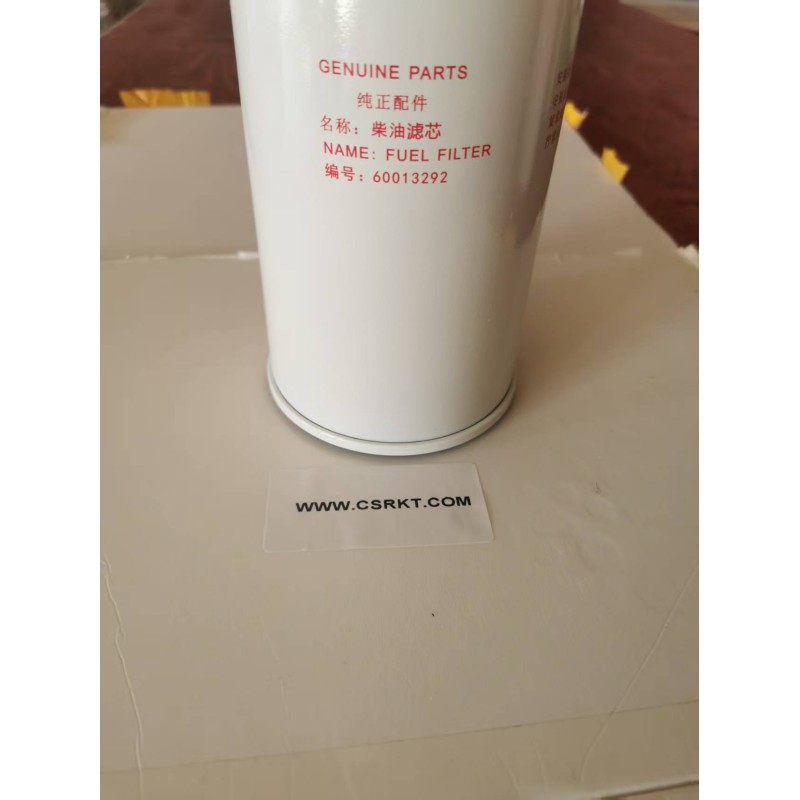 GENUINE PARTS
纯正配件
名称：柴油滤芯
NAME: FUEL FILTER
编号：60013292
WWW.CSRKT.COM